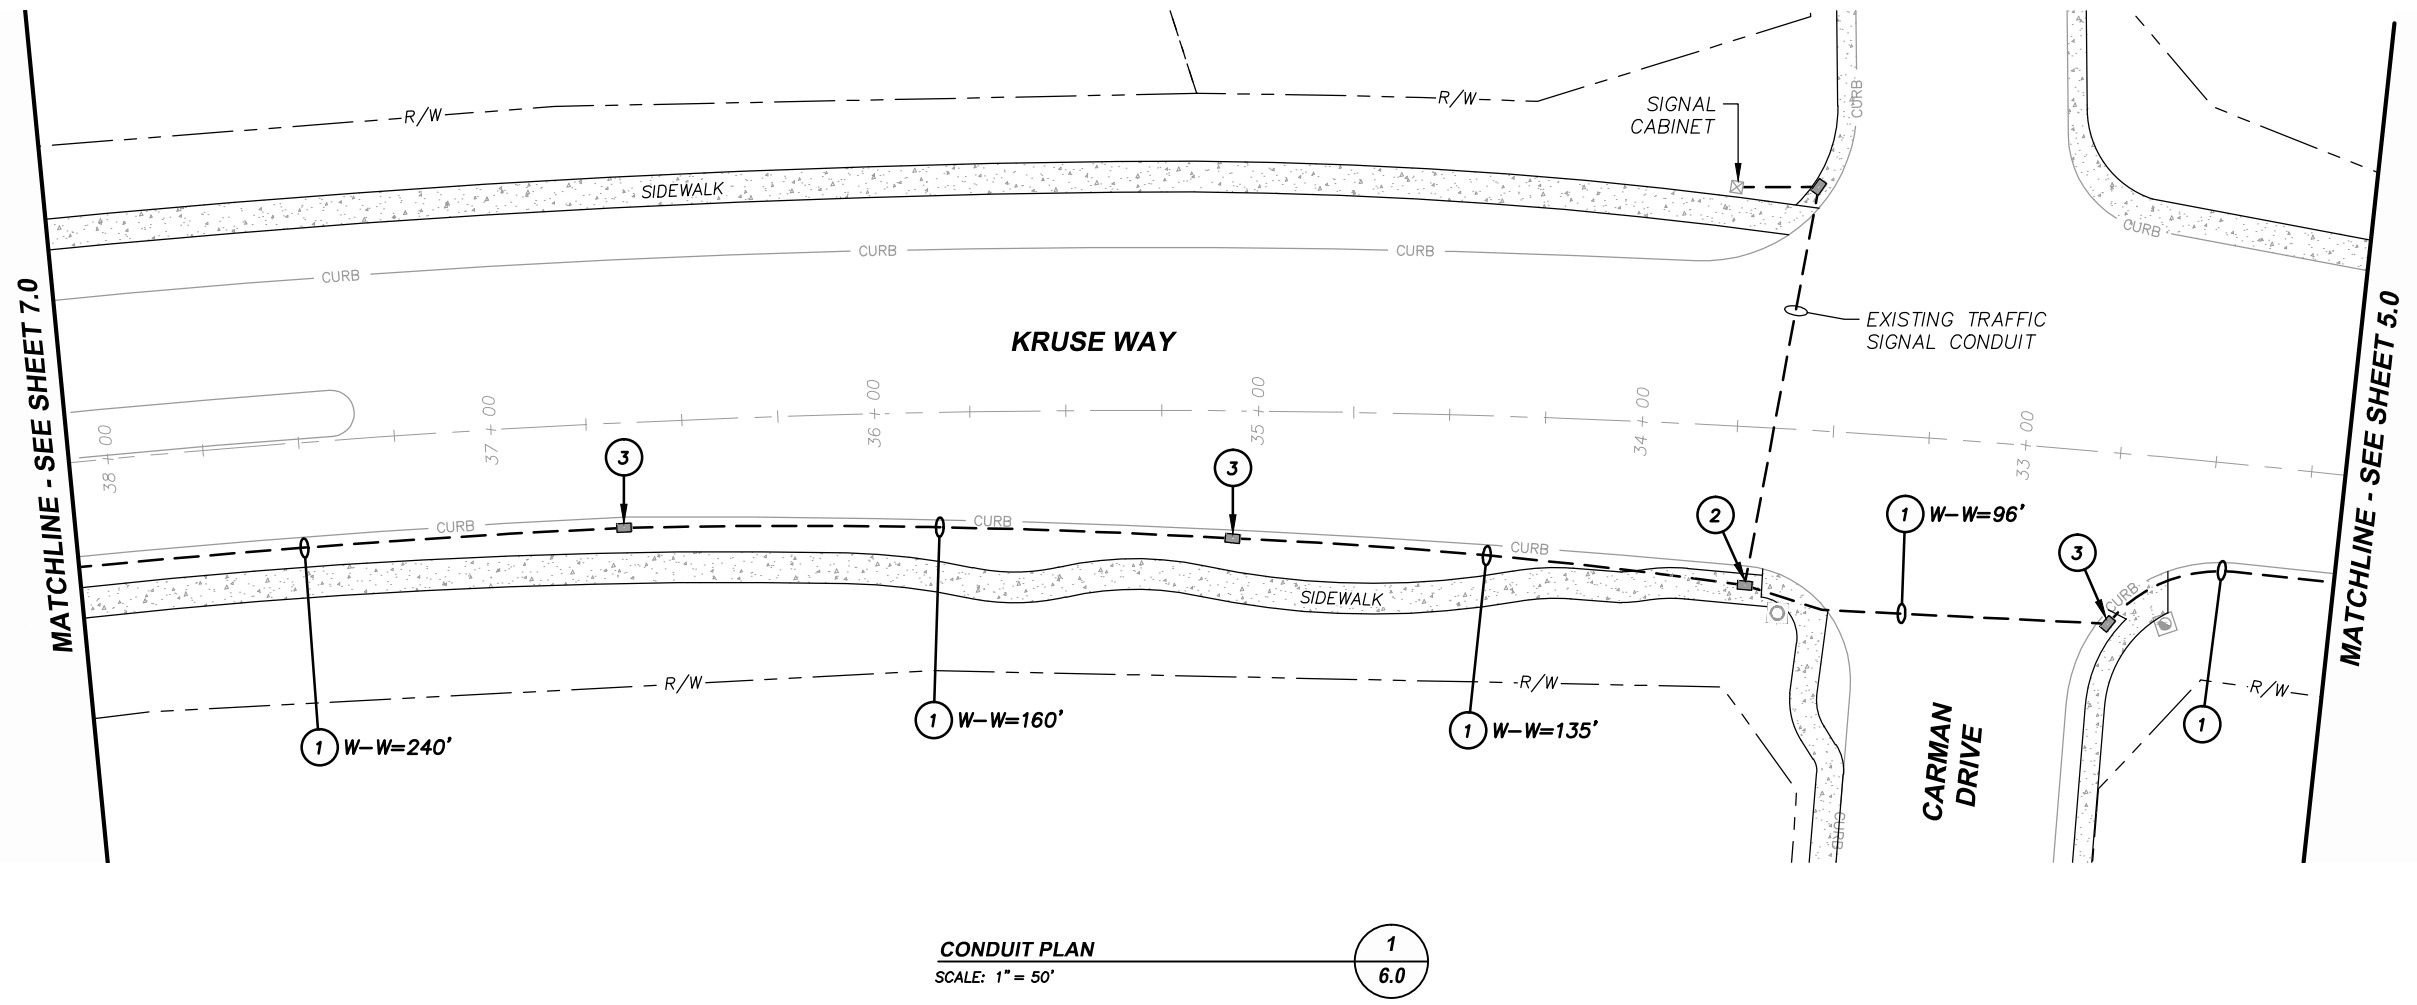 R/W
R/W
SIGNAL
CABINET
CURB
SIDEWALK
CURB
CURB
CURB
CURB
MATCHLINE - SEE SHEET 7.0
KRUSE WAY
EXISTING TRAFFIC
SIGNAL CONDUIT
MATCHLINE - SEE SHEET 5.0
38 + 00
37 + 00
36 + 00
35 + 00
34 + 00
33 + 00
3
3
2
1 W-W=96'
3
CURB
CURB
CURB
CURB
SIDEWALK
R/W
R/W
R/W
1 W-W=240'
1 W-W=160'
1 W-W=135'
1
CARMAN
DRIVE
CURB
CONDUIT PLAN
SCALE: 1" = 50'
1
6.0